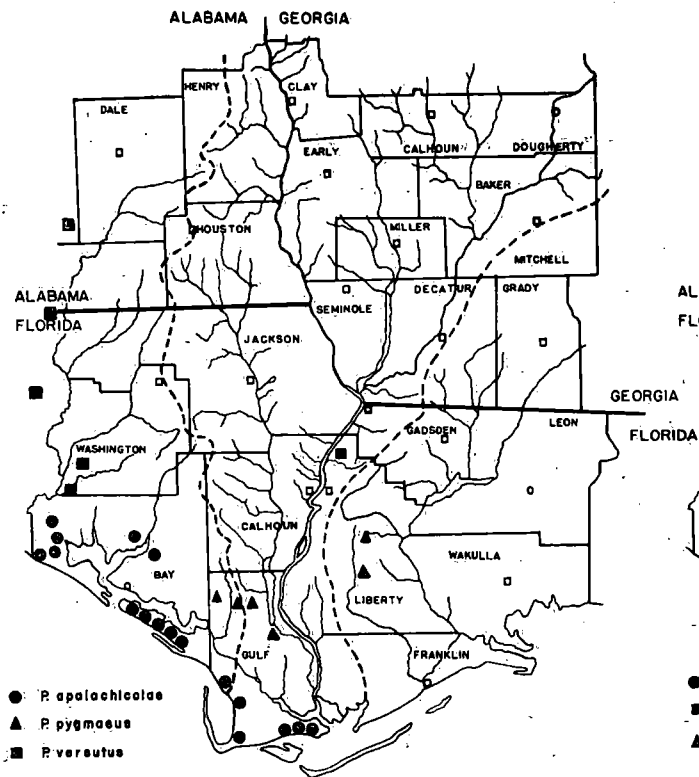 ALABAMA GEORGIA
HENRY
CLAY
DALE
EARLY
CALHOUN
DOUGHERTY
BAKER
HOUSTON
MILLER
MITCHELL
ALABAMA
FLORIDA
SEMINOLE
DECATUR
GRADY
JACKSON
GEORGIA
FLORIDA
GADSDEN
LEON
WASHINGTON
CALHOUN
WAKULLA
BAY
LIBERTY
GULF
FRANKLIN
P. apalachicolae
P. pygmaeus
P. versutus
AL
FL